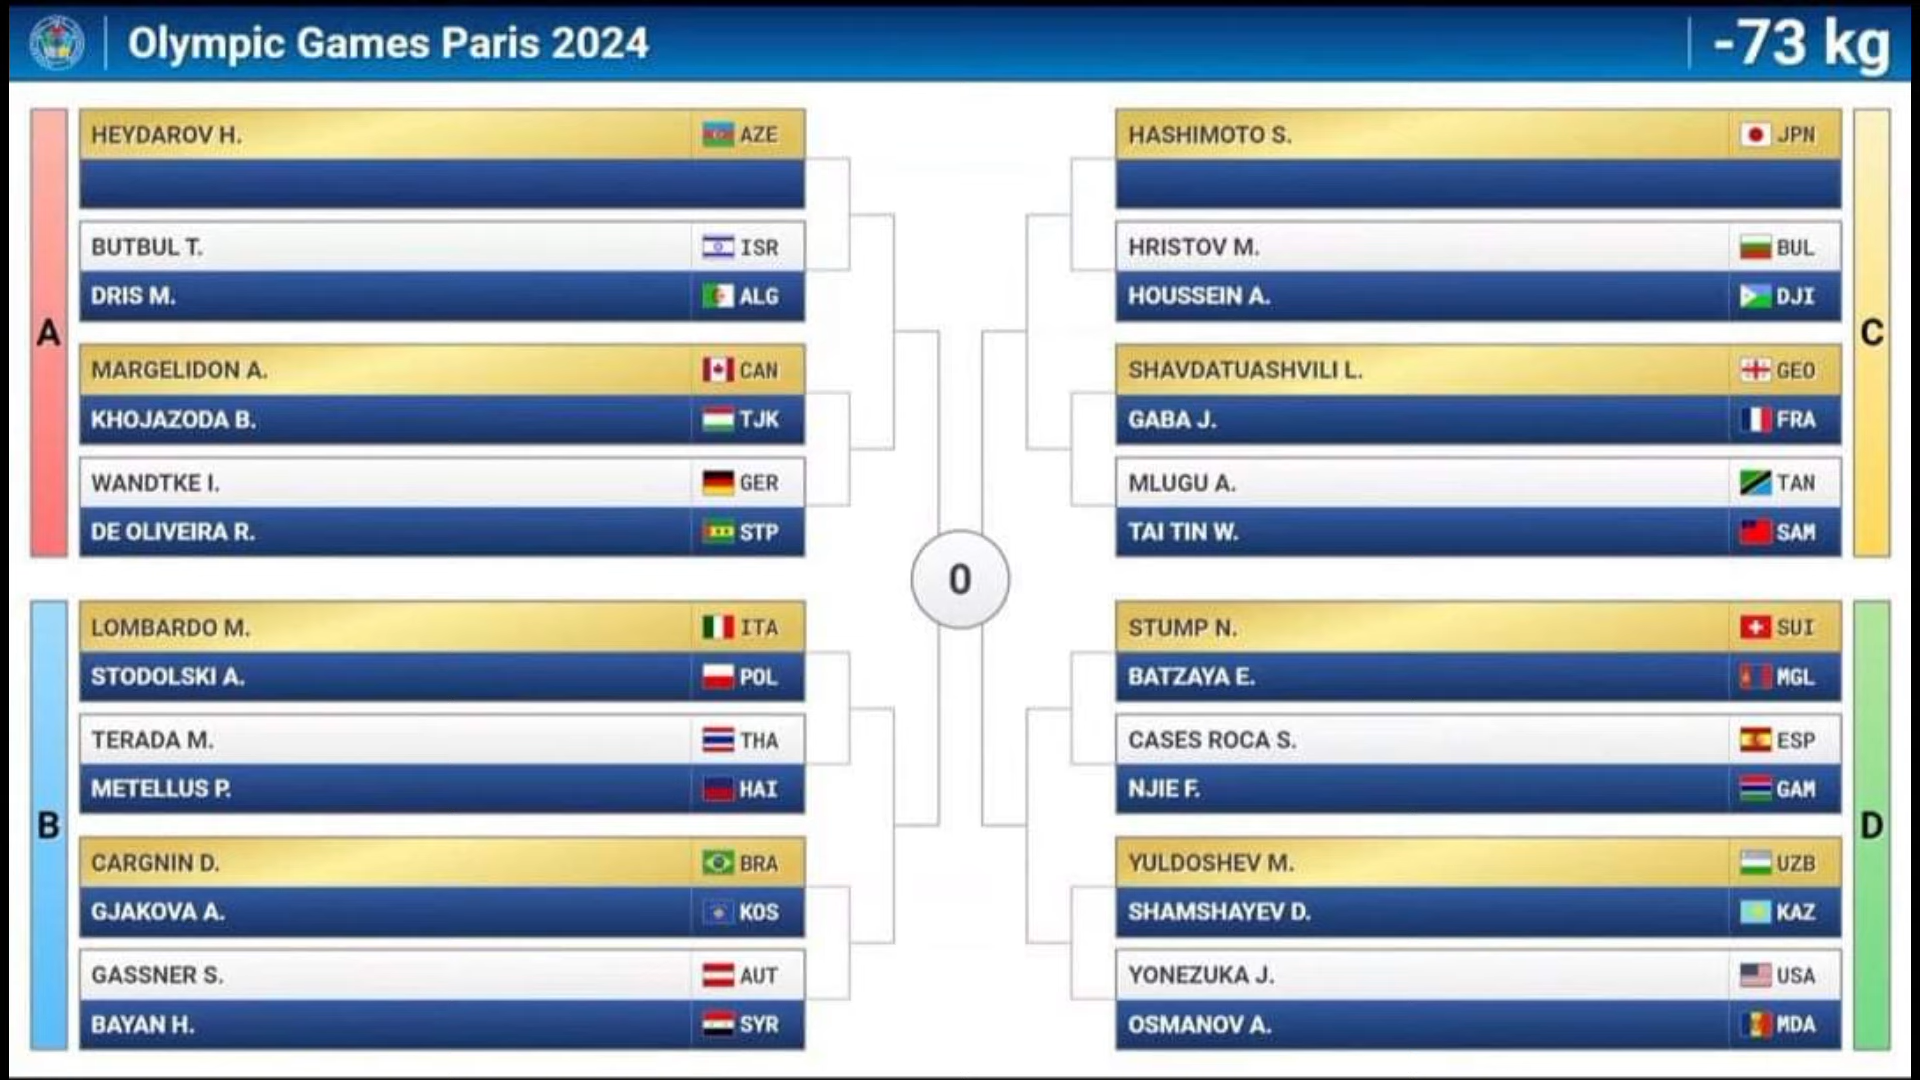 Olympic Games Paris 2024
-73 kg
A
HEYDAROV H. AZE
BUTBUL T. ISR
DRIS M. ALG
MARGELIDON A. CAN
KHOJAZODA B. TJK
WANDTKE I. GER
DE OLIVEIRA R. STP
B
LOMBARDO M. ITA
STODOLSKI A. POL
TERADA M. THA
METELLUS P. HAI
CARGNIN D. BRA
GJAKOVA A. KOS
GASSNER S. AUT
BAYAN H. SYR
0
C
HASHIMOTO S. JPN
HRISTOV M. BUL
HOUSSEIN A. DJI
SHAVDATUASHVILI L. GEO
GABA J. FRA
MLUGU A. TAN
TAI TIN W. SAM
D
STUMP N. SUI
BATZAYA E. MGL
CASES ROCA S. ESP
NJIE F. GAM
YULDOSHEV M. UZB
SHAMSHAYEV D. KAZ
YONEZUKA J. USA
OSMANOV A. MDA